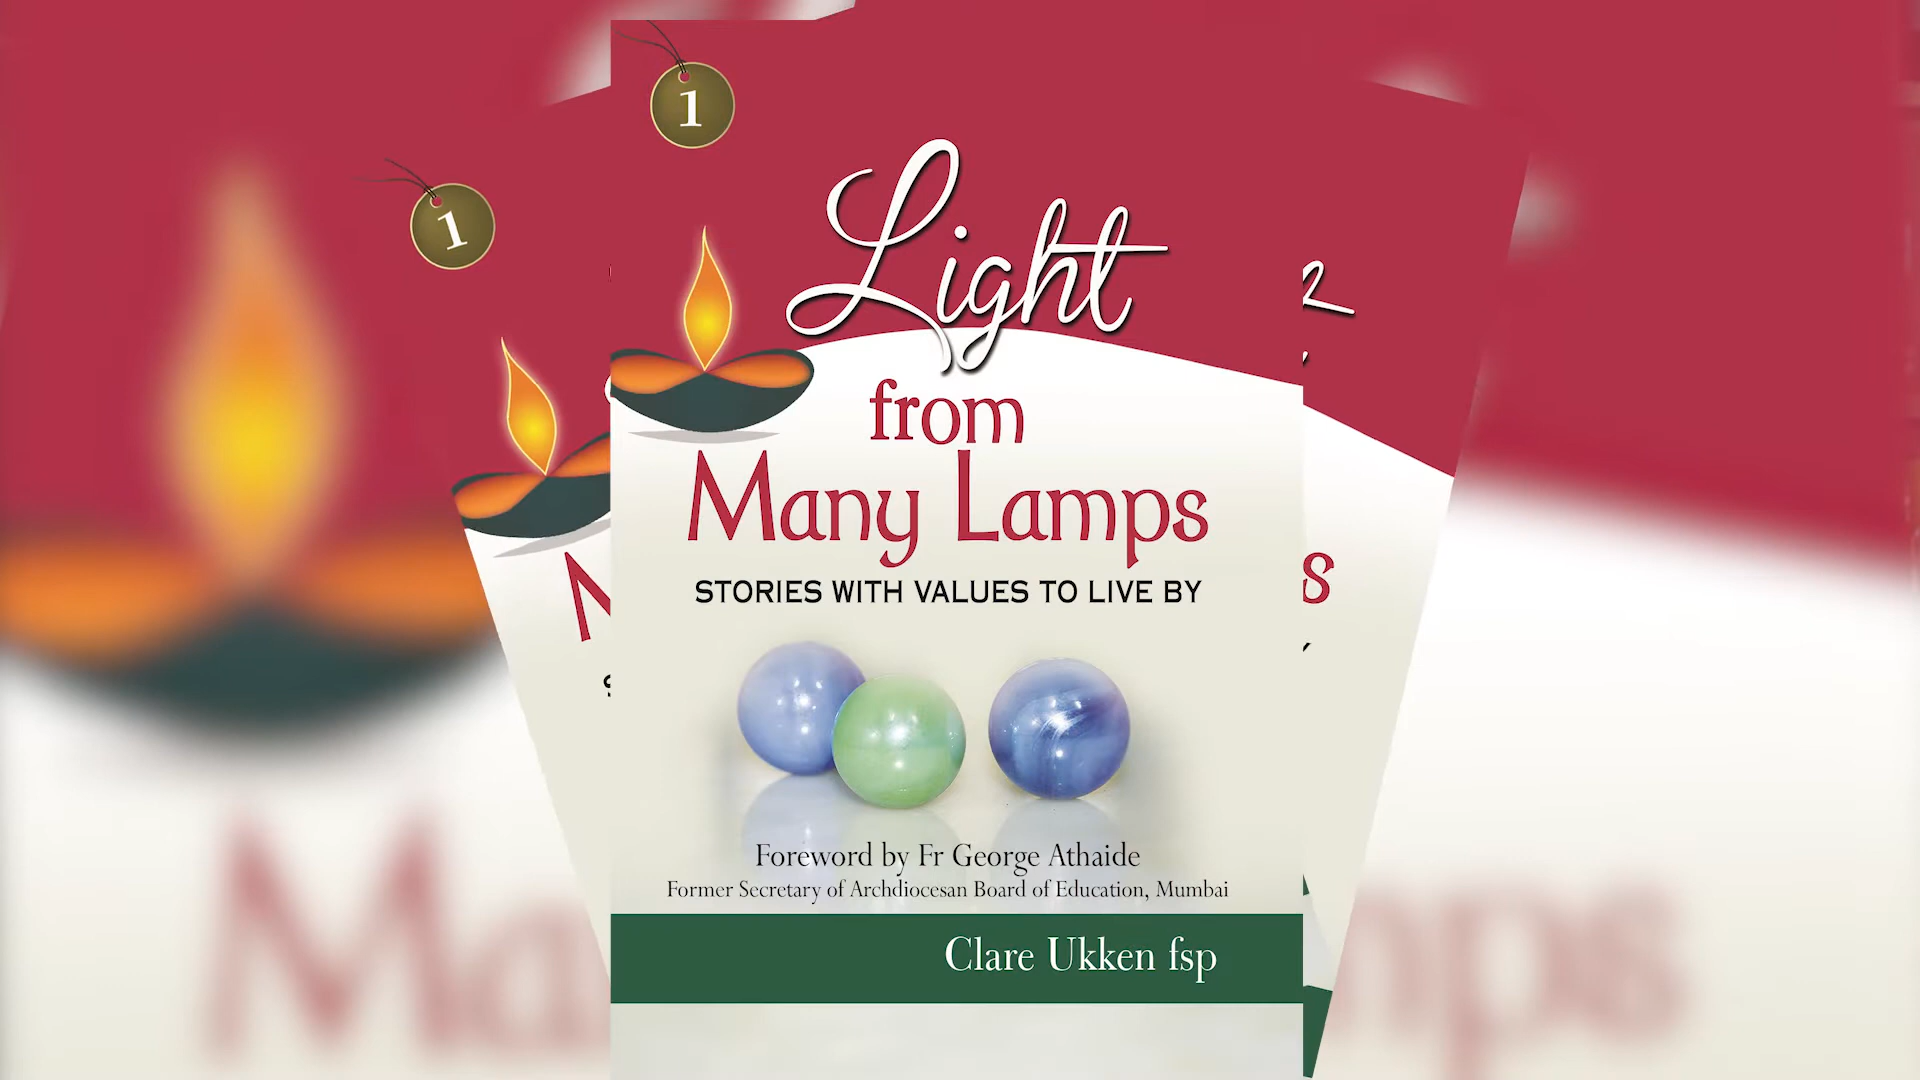 1
1
Light
from
Many Lamps
STORIES WITH VALUES TO LIVE BY
Foreword by Fr George Athaide
Former Secretary of Archdiocesan Board of Education, Mumbai
Clare Ukken fsp